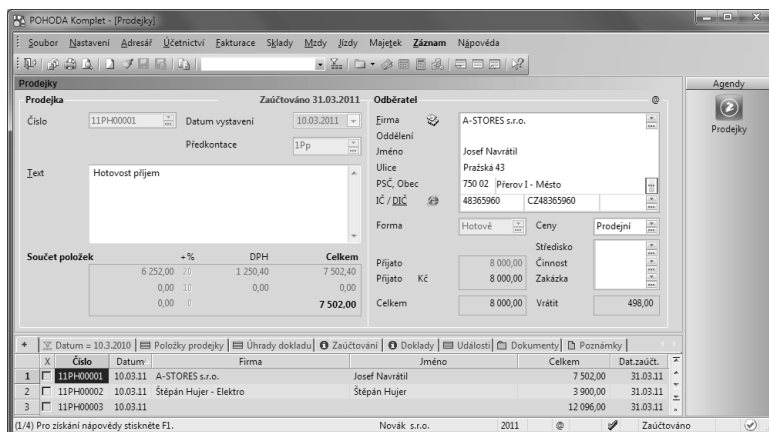 POHODA Komplet - [Prodejky]
Soubor Nastavení Adresář Účetnictví Fakturace Sklady Mzdy Jízdy Majetek Záznam Nápověda
Prodejky
Agendy
Prodejky
Prodejka Zaúčtováno 31.03.2011
Číslo 11PH00001 Datum vystavení 10.03.2011
Předkontace 1Pp
Text Hotovost příjem
Součet položek +% DPH Celkem
6 252,00 20 1 250,40 7 502,40
0,00 10 0,00 0,00
0,00 0 7 502,00
Odběratel @
Firma A-STORES s.r.o.
Oddělení
Jméno Josef Navrátil
Ulice Pražská 43
PSČ, Obec 750 02 Přerov I - Město
IČ / DIČ 48365960 CZ48365960
Forma Hotově Ceny Prodejní
Středisko
Přijato 8 000,00 Činnost
Přijato Kč 8 000,00 Zakázka
Celkem 8 000,00 Vrátit 498,00
+ Datum = 10.3.2010 Položky prodejky Úhrady dokladu Zaúčtování Doklady Události Dokumenty Poznámky
X Číslo Datum Firma Jméno Celkem Dat.zaúčt.
1 11PH00001 10.03.11 A-STORES s.r.o. Josef Navrátil 7 502,00 31.03.11
2 11PH00002 10.03.11 Štěpán Hujer - Elektro Štěpán Hujer 3 900,00 31.03.11
3 11PH00003 10.03.11 12 096,00 31.03.11
(1/4) Pro získání nápovědy stiskněte F1. Novák s.r.o. 2011 @ Zaúčtováno